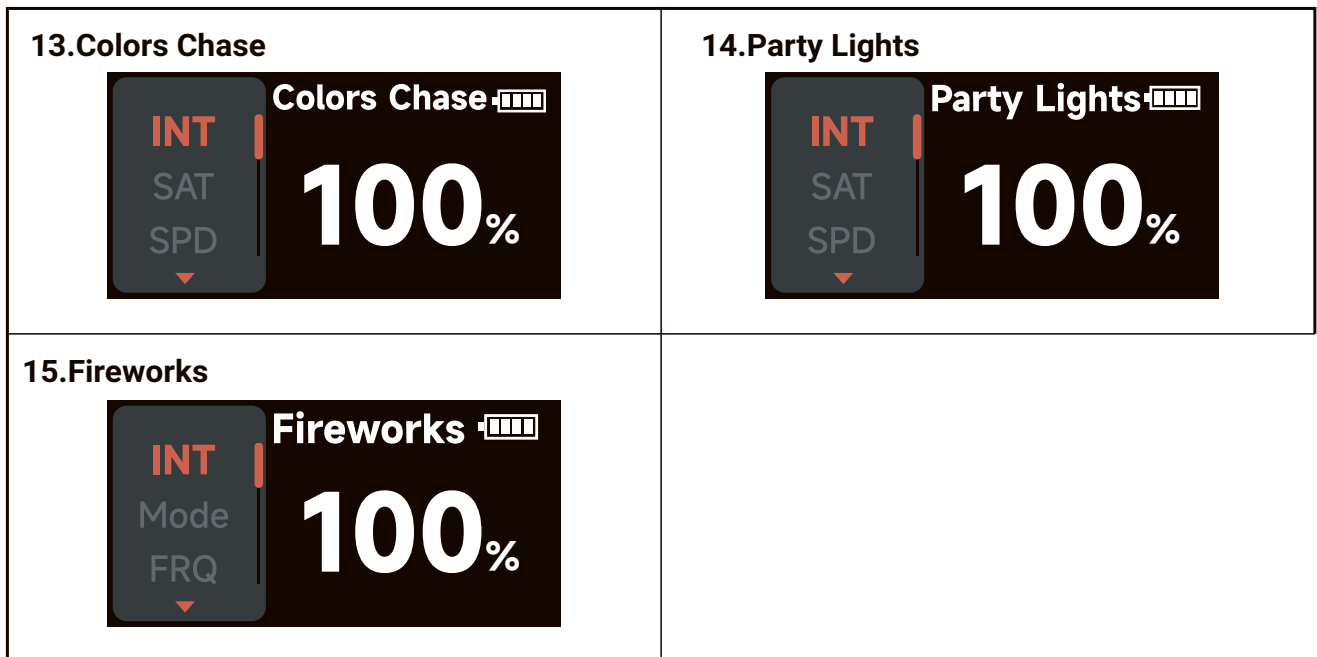 13.Colors Chase
Colors Chase
INT
SAT
SPD
100%
14.Party Lights
Party Lights
INT
SAT
SPD
100%
15.Fireworks
Fireworks
INT
Mode
FRQ
100%